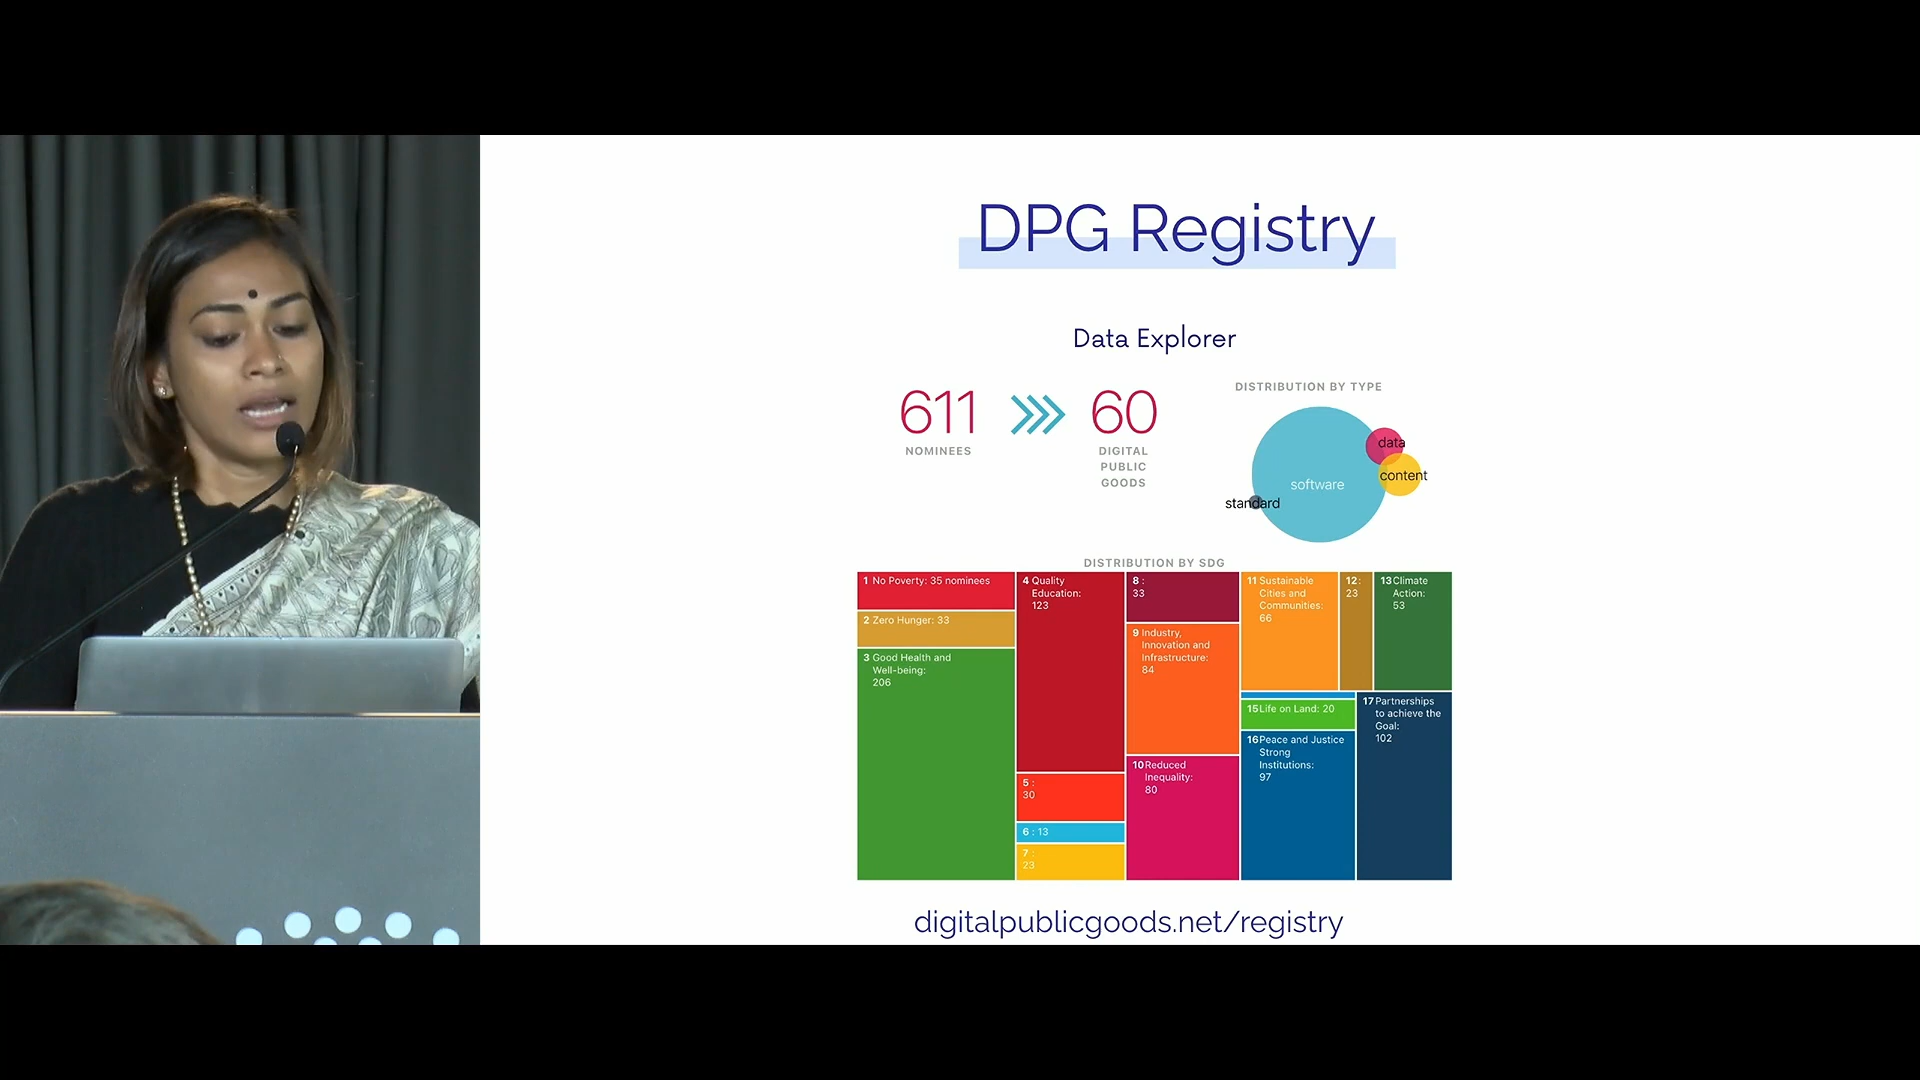 DPG Registry
Data Explorer
611
NOMINEES
60
DIGITAL
PUBLIC
GOODS
DISTRIBUTION BY TYPE
data
content
software
standard
DISTRIBUTION BY SDG
1 No Poverty: 35 nominees
2 Zero Hunger: 33
3 Good Health and
Well-being:
206
4 Quality
Education:
123
5 :
30
6 : 13
7 :
23
8 :
33
9 Industry,
Innovation and
Infrastructure:
84
10 Reduced
Inequality:
80
11 Sustainable
Cities and
Communities:
66
12 :
23
13 Climate
Action:
53
15 Life on Land: 20
16 Peace and Justice
Strong
Institutions:
97
17 Partnerships
to achieve the
Goal:
102
digitalpublicgoods.net/registry